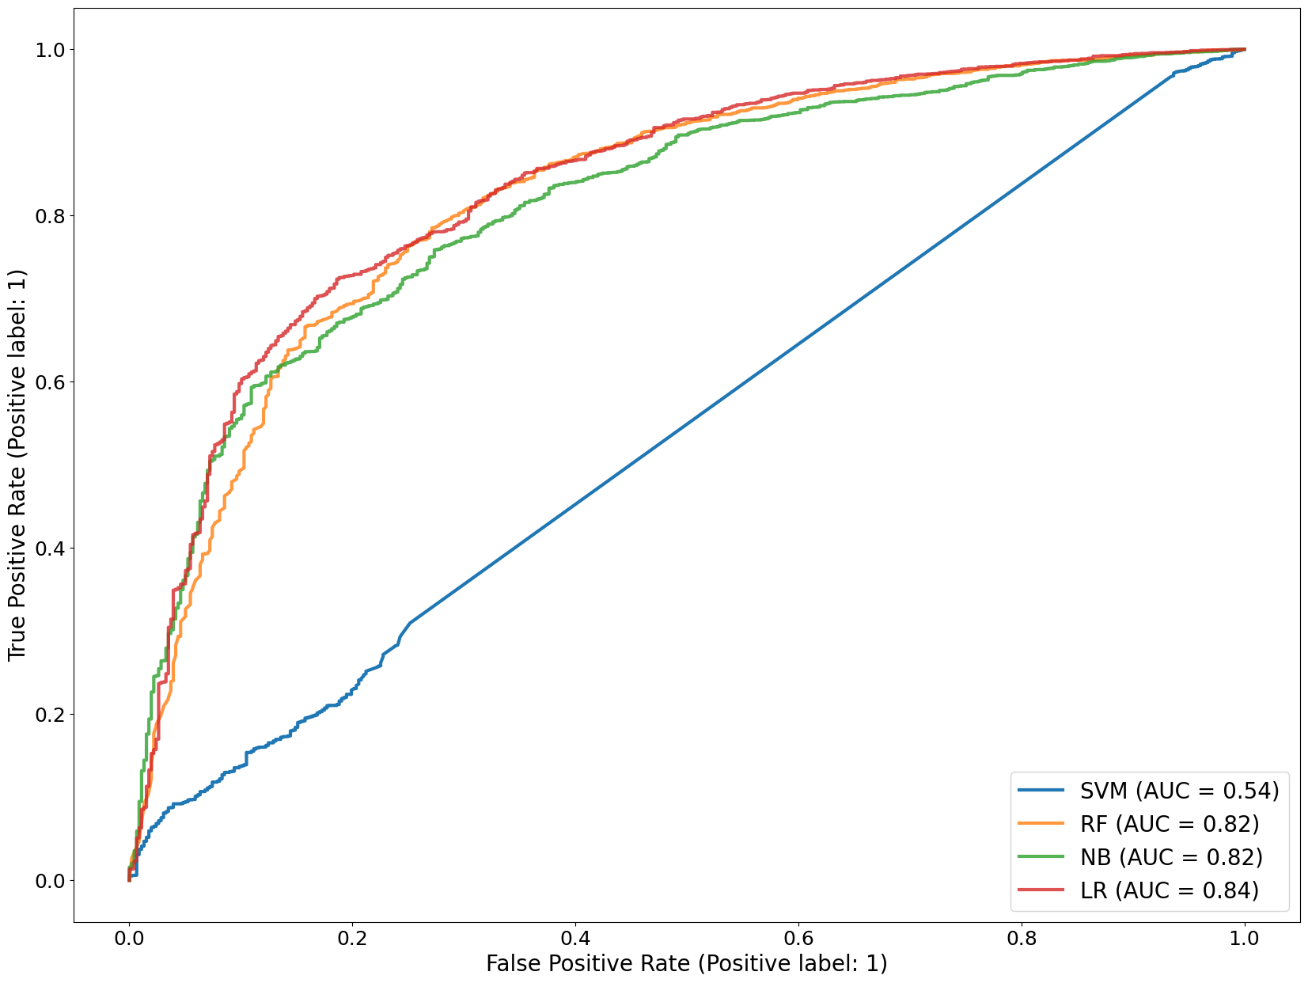 True Positive Rate (Positive label: 1)
1.0
0.8
0.6
0.4
0.2
0.0
SVM (AUC = 0.54)
RF (AUC = 0.82)
NB (AUC = 0.82)
LR (AUC = 0.84)
0.0 0.2 0.4 0.6 0.8 1.0
False Positive Rate (Positive label: 1)